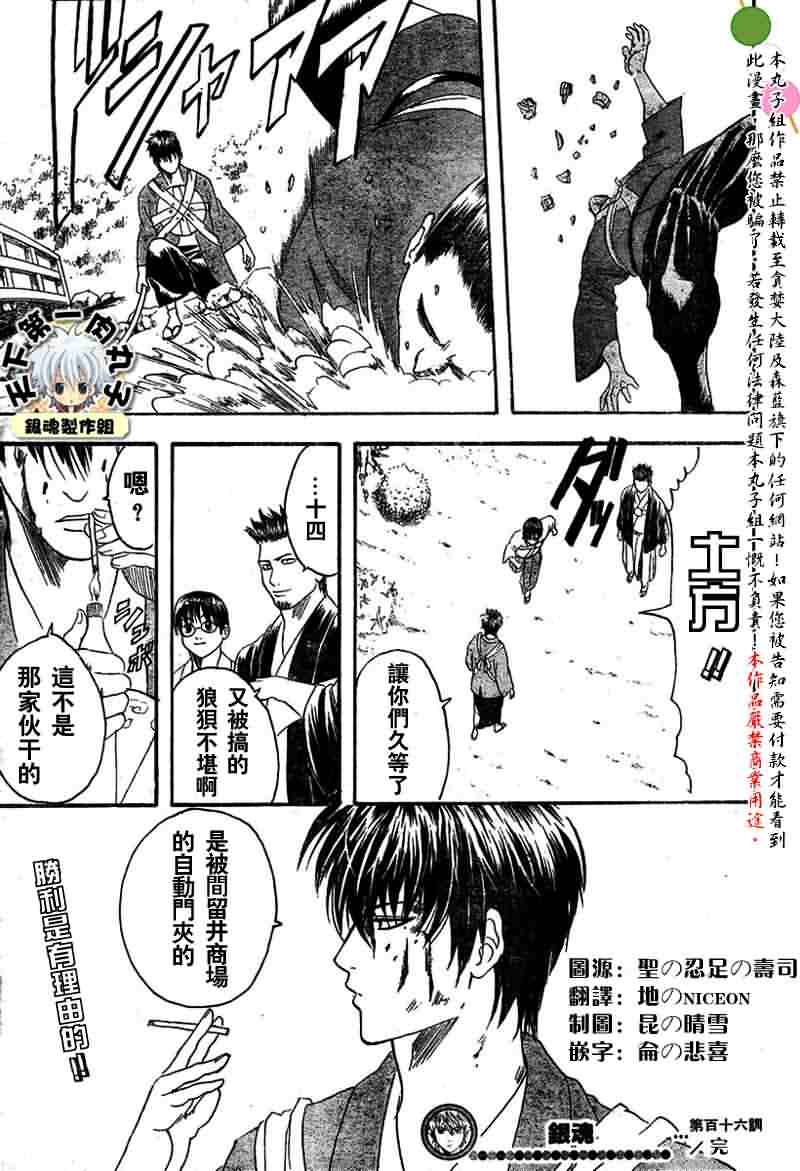 ドシャアアア
天下第一肉丸子
銀魂製作組
土方!!
ダッ
讓你們久等了
…十四
又被搞的
狼狽不堪啊
嗯?
シュボ
這不是
那家伙干的
是被間留井商場
的自動門夾的
勝利是有理由的!!
圖源: 聖の忍足の壽司
翻譯: 地のNICEON
制圖: 昆の晴雪
嵌字: 侖の悲喜
銀魂
第百十六訓
完
本丸子組作品禁止轉載至貪婪大陸及森藍旗下的任何網站!如果您被告知需要付款才能看到
此漫畫!那麼您被騙了…若發生任何法律問題本丸子組一慨不負責!本作品嚴禁商業用途。